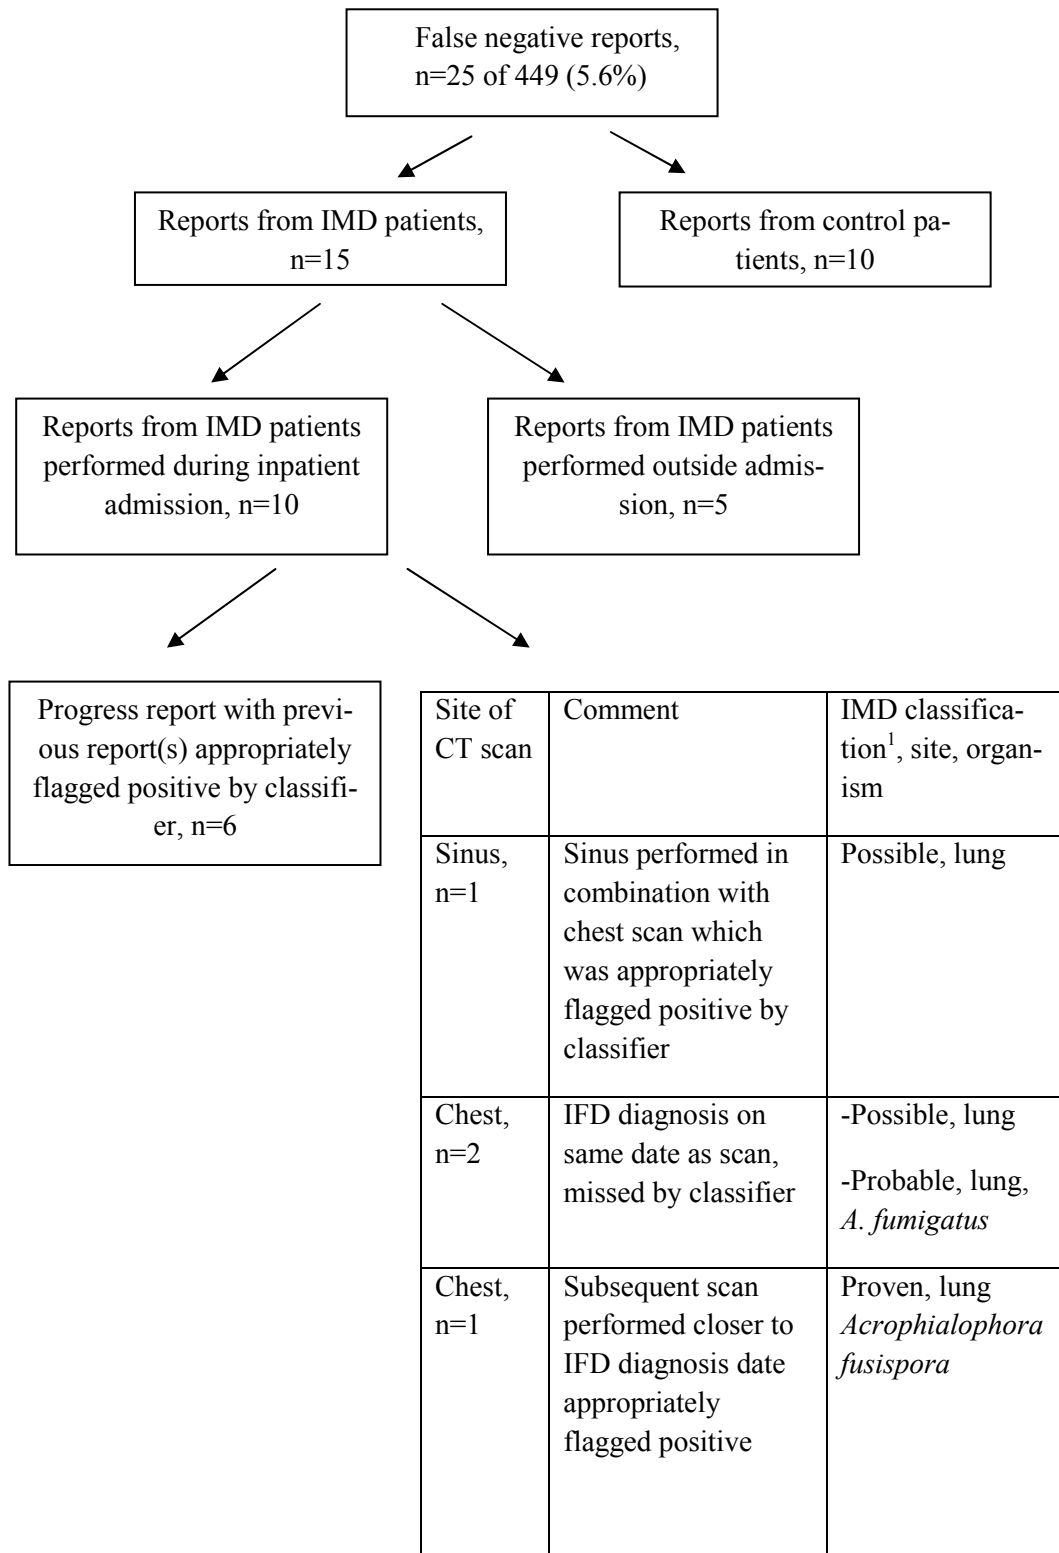 False negative reports,
n=25 of 449 (5.6%)
Reports from IMD patients,
n=15
Reports from control pa-
tients, n=10
Reports from IMD patients
performed during inpatient
admission, n=10
Reports from IMD patients
performed outside admis-
sion, n=5
Progress report with previ-
ous report(s) appropriately
flagged positive by classifi-
er, n=6
Site of
CT scan
Comment
IMD classifica-
tion¹, site, organ-
ism
Sinus,
n=1
Sinus performed in
combination with
chest scan which
was appropriately
flagged positive by
classifier
Possible, lung
Chest,
n=2
IFD diagnosis on
same date as scan,
missed by classifier
-Possible, lung
-Probable, lung,
A. fumigatus
Chest,
n=1
Subsequent scan
performed closer to
IFD diagnosis date
appropriately
flagged positive
Proven, lung
Acrophialophora
fusispora